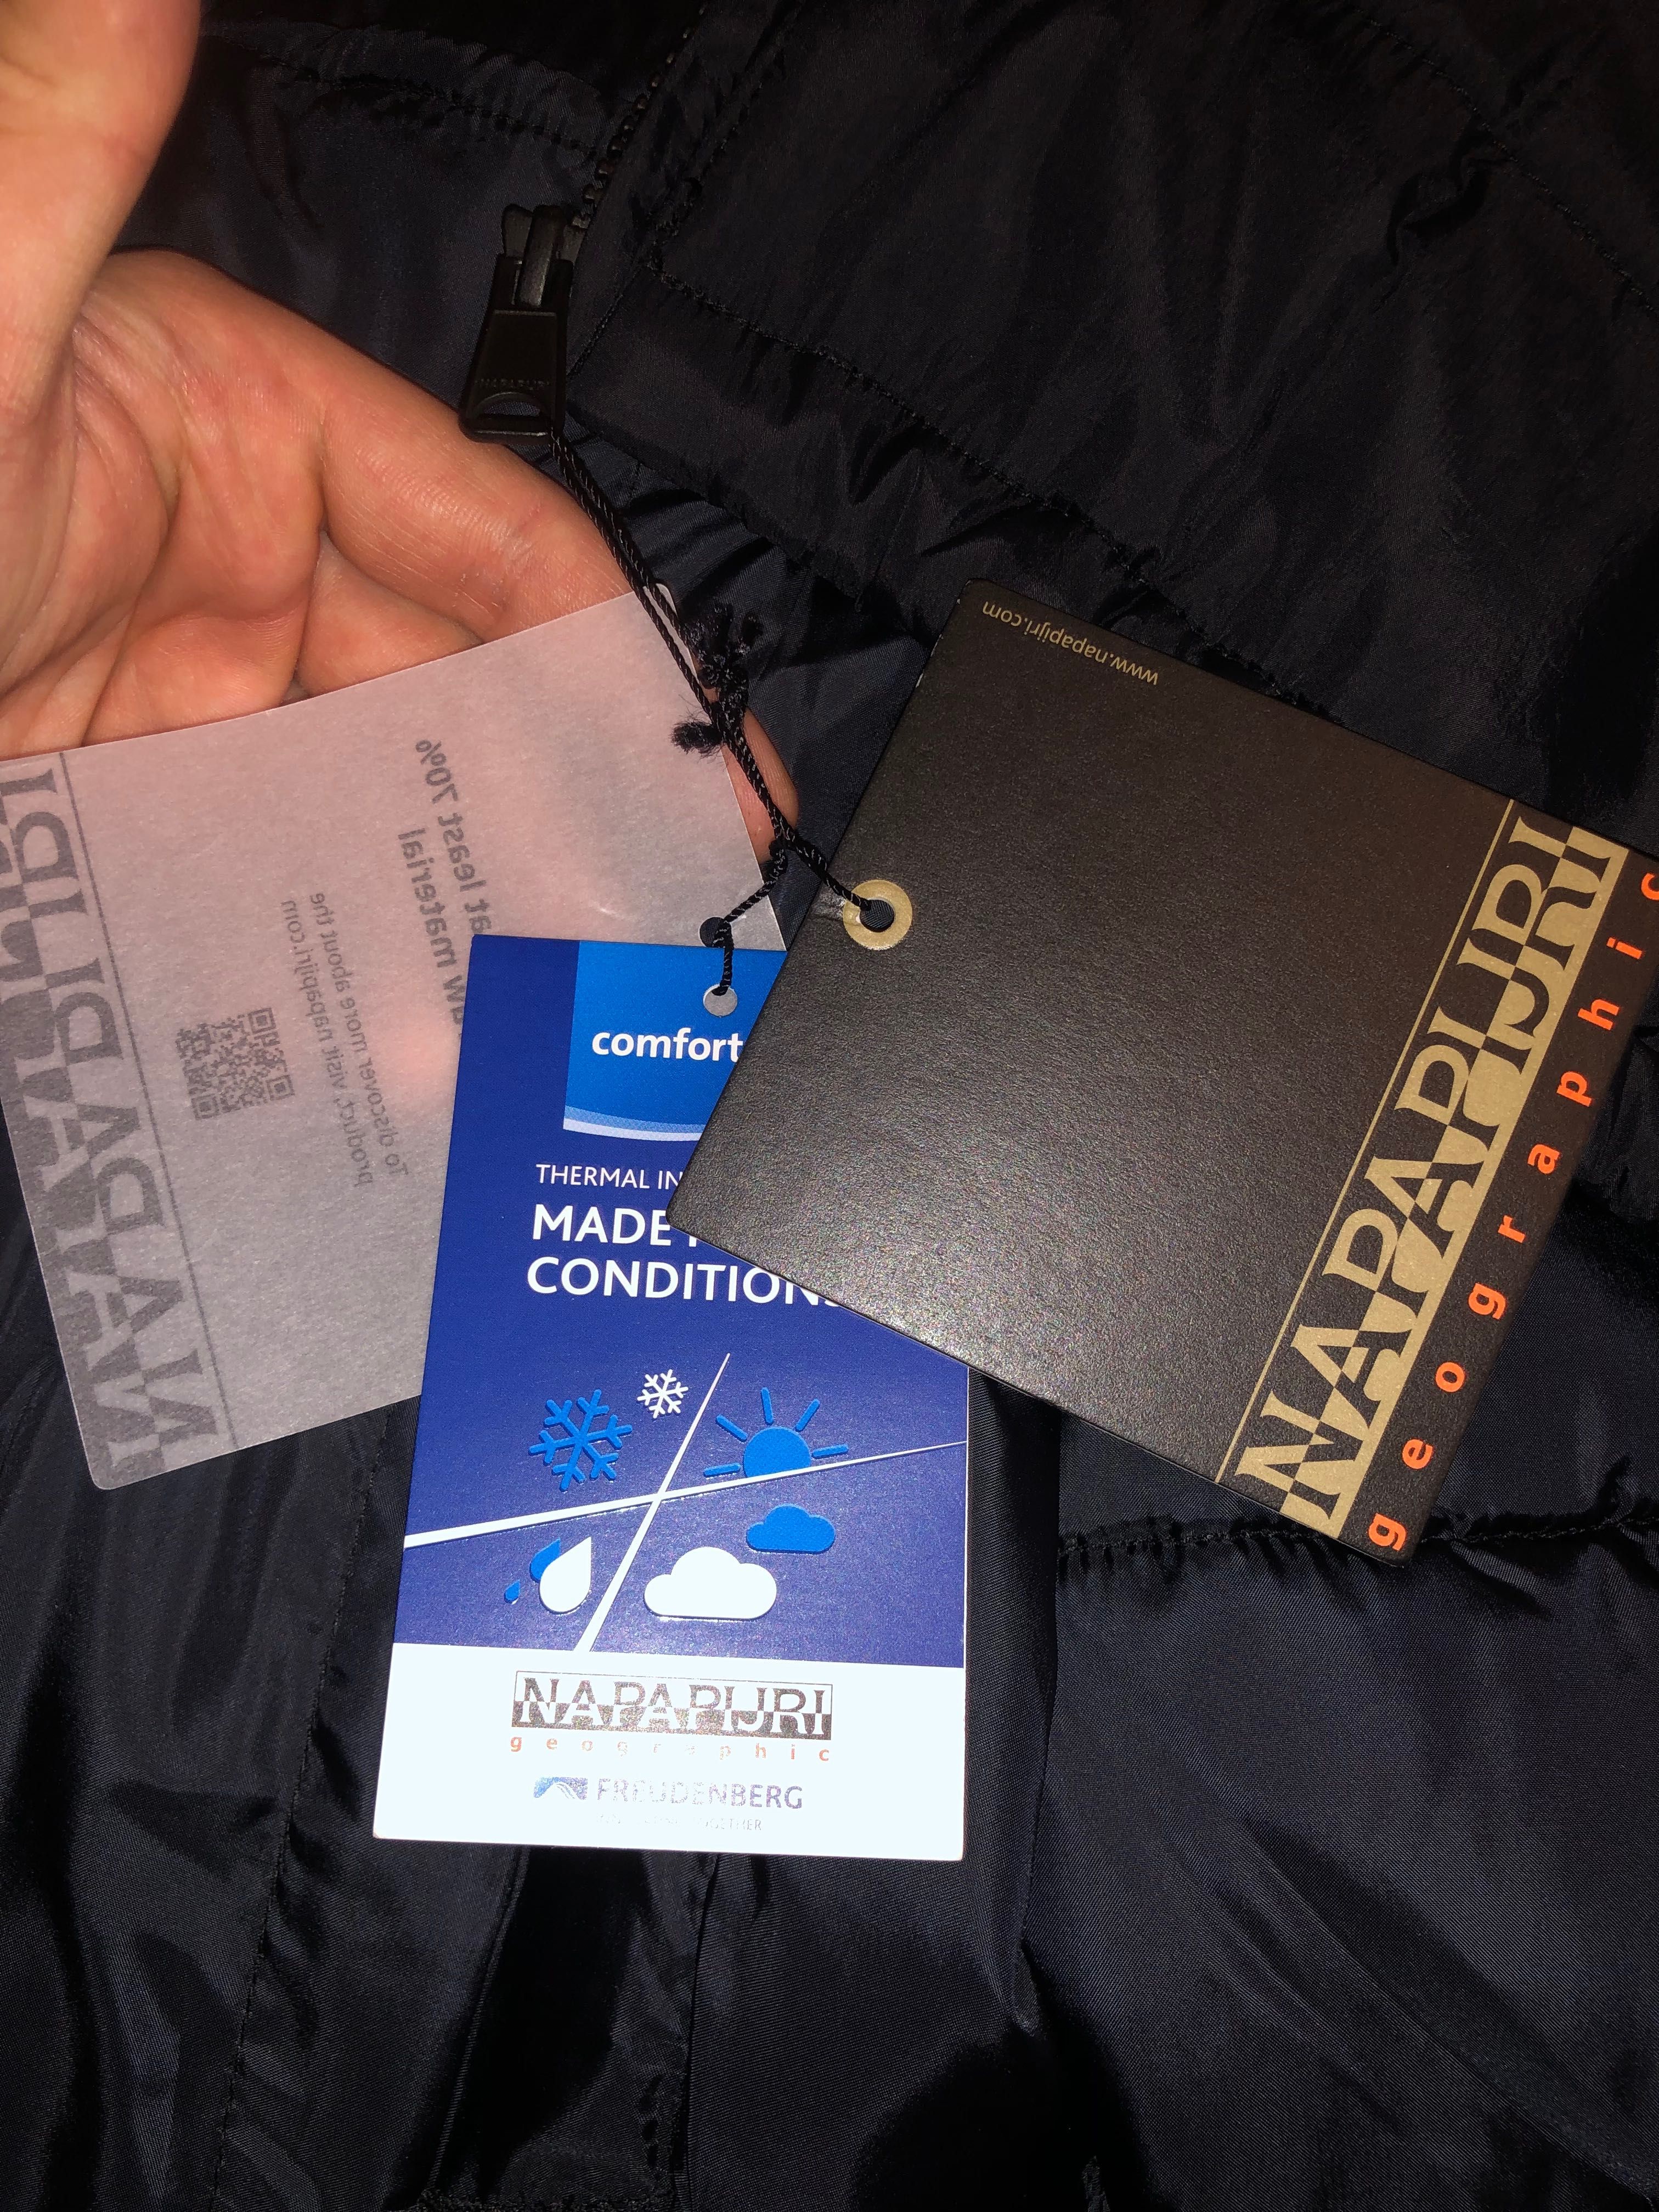 NAPAPIJRI
at least 70%
material
To discover more about the
product, visit napapijri.com
comfort
THERMAL IN
MADE
CONDITIONS
NAPAPIJRI
geographic
FREUDENBERG
TOGETHER
www.napapijri.com
NAPAPIJRI
geographic